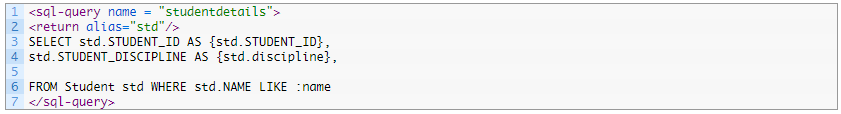 1 <sql-query name = "studentdetails">
2 <return alias="std"/>
3 SELECT std.STUDENT_ID AS {std.STUDENT_ID},
4 std.STUDENT_DISCIPLINE AS {std.discipline},
5
6 FROM Student std WHERE std.NAME LIKE :name
7 </sql-query>